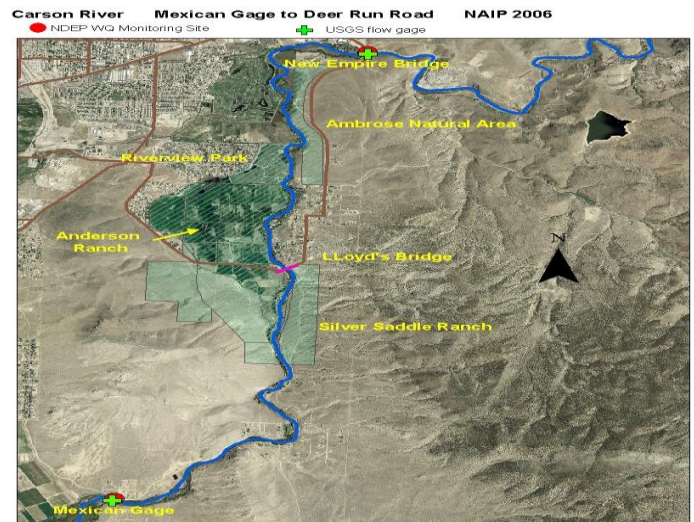 Carson River Mexican Gage to Deer Run Road NAIP 2006
NDEP WQ Monitoring Site USGS flow gage
New Empire Bridge
Ambrose Natural Area
Riverview Park
Anderson
Ranch
N
LLoyd's Bridge
Silver Saddle Ranch
Mexican Gage